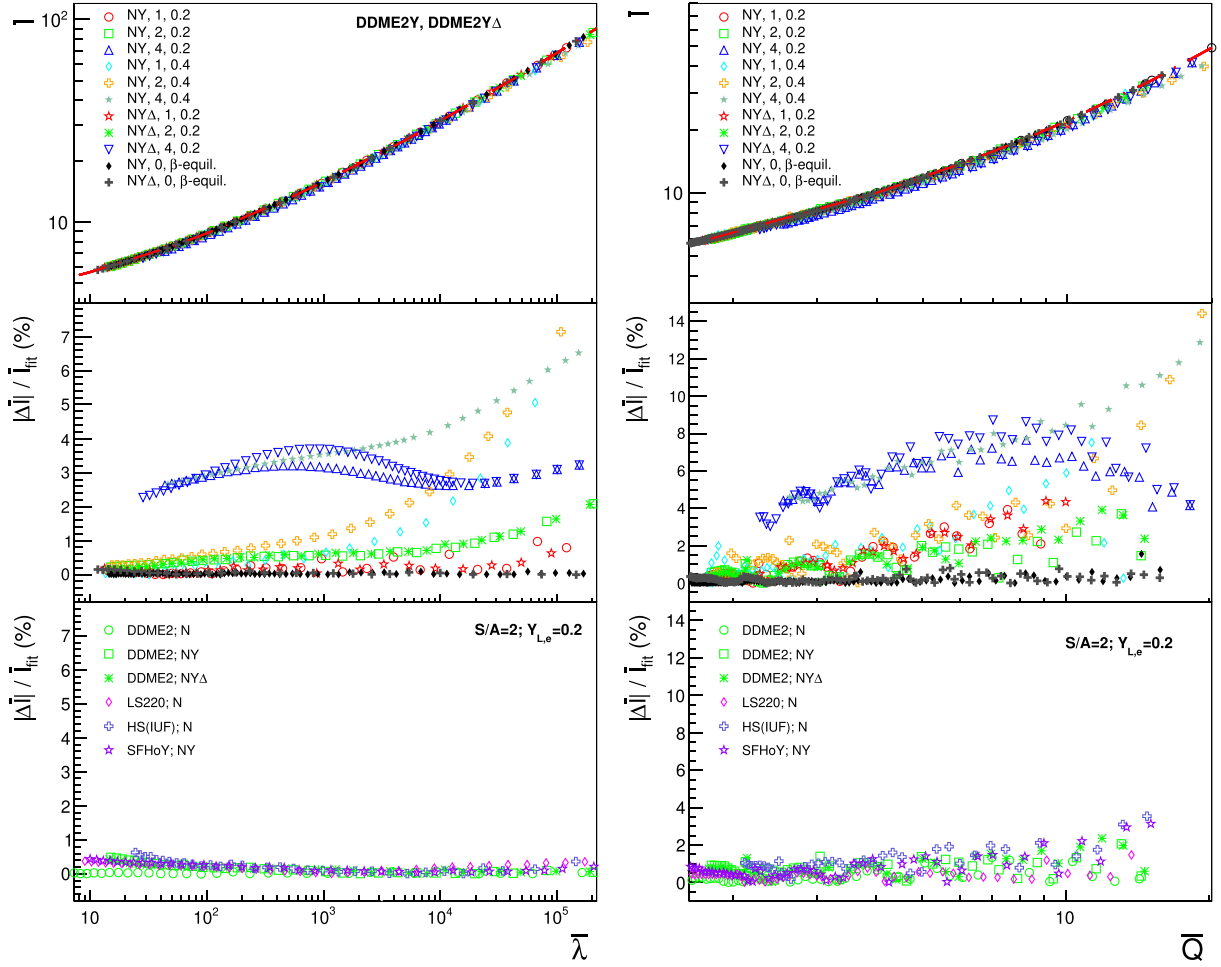 Ī
10²
10
DDME2Y, DDME2YΔ
NY, 1, 0.2
NY, 2, 0.2
NY, 4, 0.2
NY, 1, 0.4
NY, 2, 0.4
NY, 4, 0.4
NYΔ, 1, 0.2
NYΔ, 2, 0.2
NYΔ, 4, 0.2
NY, 0, β-equil.
NYΔ, 0, β-equil.
Ī
10
NY, 1, 0.2
NY, 2, 0.2
NY, 4, 0.2
NY, 1, 0.4
NY, 2, 0.4
NY, 4, 0.4
NYΔ, 1, 0.2
NYΔ, 2, 0.2
NYΔ, 4, 0.2
NY, 0, β-equil.
NYΔ, 0, β-equil.
|ΔĪ| / Ī_fit (%)
7
6
5
4
3
2
1
0
|ΔĪ| / Ī_fit (%)
14
12
10
8
6
4
2
0
|ΔĪ| / Ī_fit (%)
7
6
5
4
3
2
1
0
S/A=2; Y_L,e=0.2
DDME2; N
DDME2; NY
DDME2; NYΔ
LS220; N
HS(IUF); N
SFHoY; NY
10
10²
10³
10⁴
10⁵
λ̅
|ΔĪ| / Ī_fit (%)
14
12
10
8
6
4
2
0
S/A=2; Y_L,e=0.2
DDME2; N
DDME2; NY
DDME2; NYΔ
LS220; N
HS(IUF); N
SFHoY; NY
10
Q̅